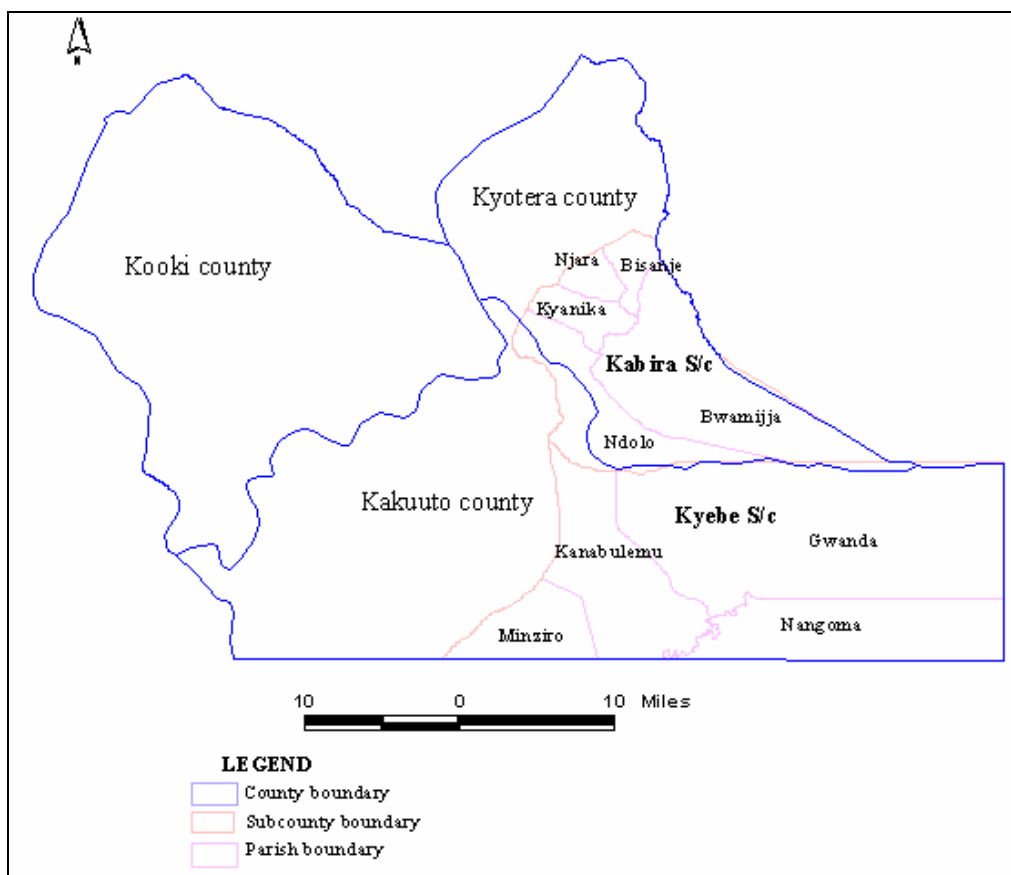 N
Kyotera county
Kooki county
Njara
Bisanje
Kyanika
Kabira S/c
Bwamijja
Ndolo
Kakuuto county
Kyebe S/c
Gwanda
Kanabulemu
Nangoma
Minziro
10 0 10 Miles
LEGEND
County boundary
Subcounty boundary
Parish boundary